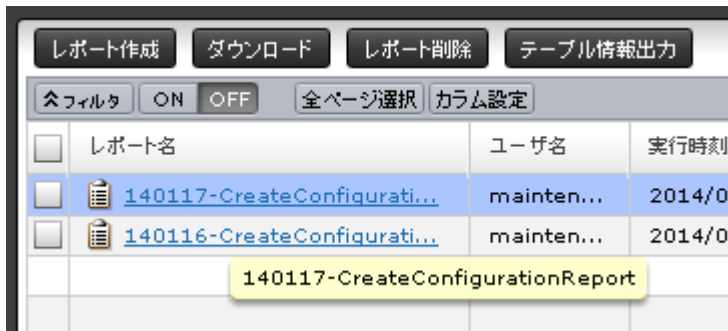 レポート作成 ダウンロード レポート削除 テーブル情報出力
フィルタ ON OFF 全ページ選択 カラム設定
レポート名 ユーザ名 実行時刻
140117-CreateConfigurati... mainten... 2014/0
140116-CreateConfigurati... mainten... 2014/0
140117-CreateConfigurationReport